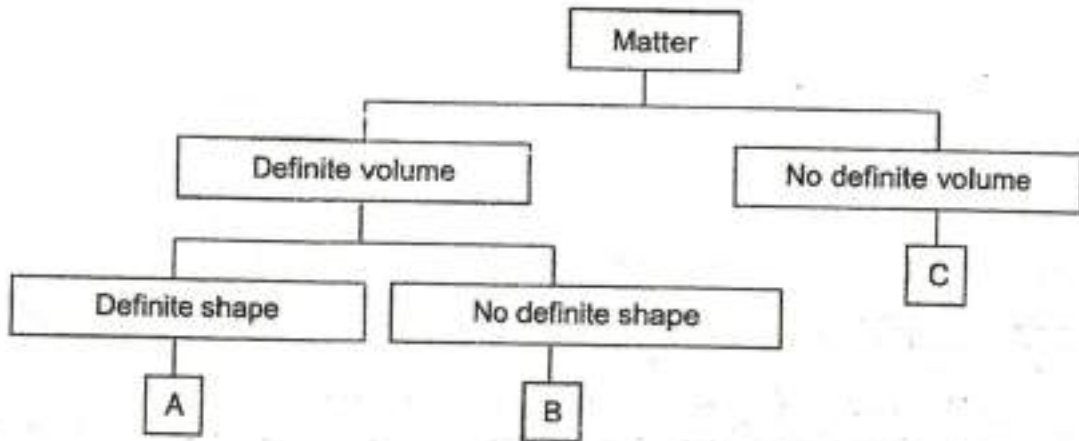 Matter
Definite volume
No definite volume
C
Definite shape
No definite shape
A
B